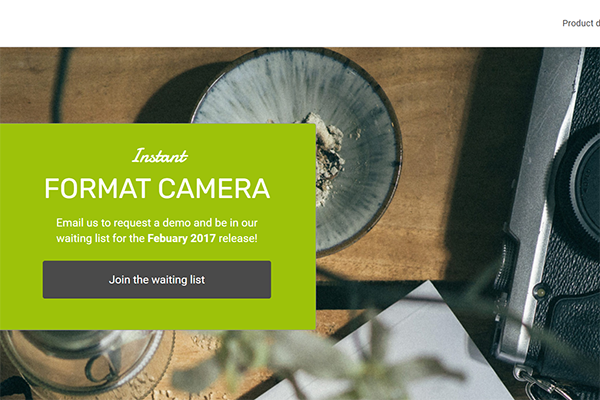 Product d
Instant
FORMAT CAMERA
Email us to request a demo and be in our
waiting list for the Febuary 2017 release!
Join the waiting list